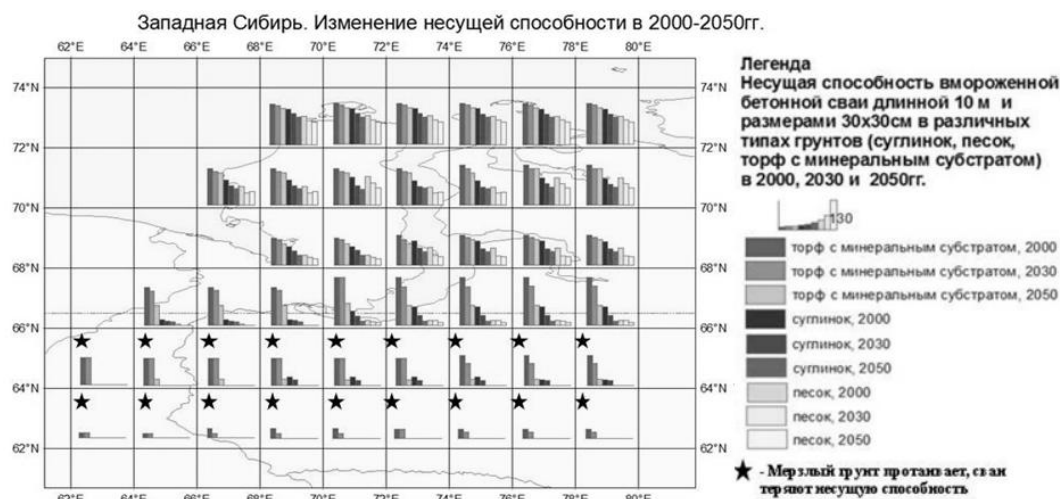 Западная Сибирь. Изменение несущей способности в 2000-2050гг.
62°E 64°E 66°E 68°E 70°E 72°E 74°E 76°E 78°E 80°E
74°N 74°N
72°N 72°N
70°N 70°N
68°N 68°N
66°N 66°N
64°N 64°N
62°N 62°N
62°E 64°E 66°E 68°E 70°E 72°E 74°E 76°E 78°E 80°E
Легенда
Несущая способность вмороженной
бетонной сваи длинной 10 м и
размерами 30х30см в различных
типах грунтов (суглинок, песок,
торф с минеральным субстратом)
в 2000, 2030 и 2050гг.
130
торф с минеральным субстратом, 2000
торф с минеральным субстратом, 2030
торф с минеральным субстратом, 2050
суглинок, 2000
суглинок, 2030
суглинок, 2050
песок, 2000
песок, 2030
песок, 2050
- Мерзлый грунт протаивает, сваи
теряют несущую способность